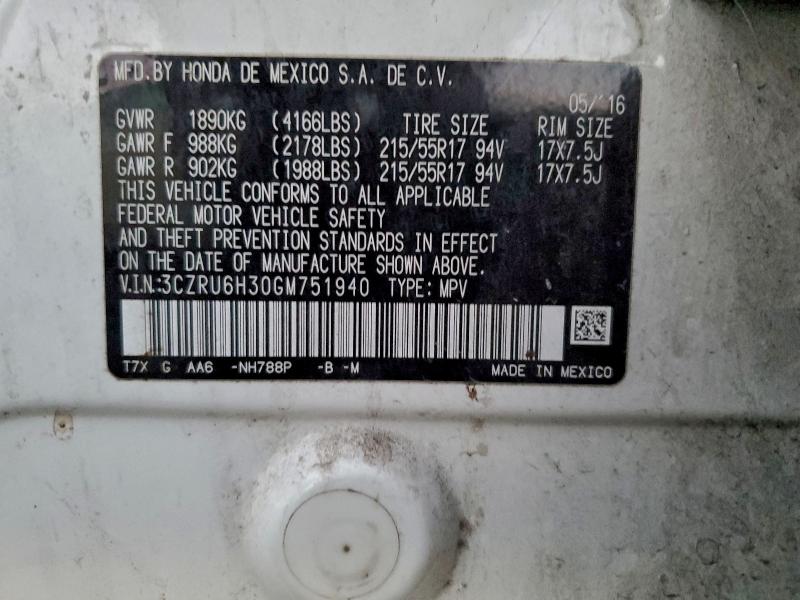 MFD.BY HONDA DE MEXICO S.A. DE C.V.
05/'16
GVWR 1890KG (4166LBS) TIRE SIZE RIM SIZE
GAWR F 988KG (2178LBS) 215/55R17 94V 17X7.5J
GAWR R 902KG (1988LBS) 215/55R17 94V 17X7.5J
THIS VEHICLE CONFORMS TO ALL APPLICABLE
FEDERAL MOTOR VEHICLE SAFETY
AND THEFT PREVENTION STANDARDS IN EFFECT
ON THE DATE OF MANUFACTURE SHOWN ABOVE.
V.I.N.:3CZRU6H30GM751940 TYPE: MPV
T7X G AA6 -NH788P -B -M MADE IN MEXICO